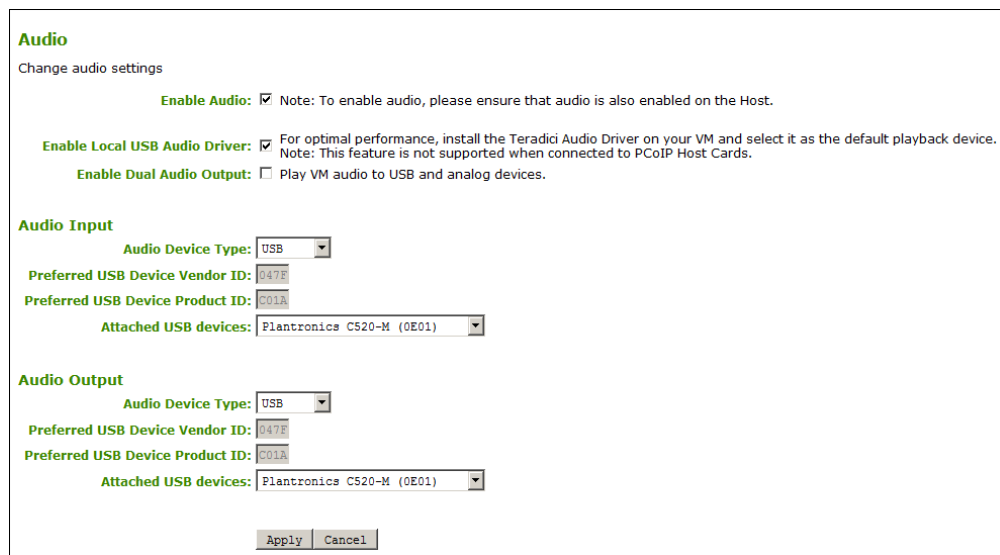 Audio
Change audio settings
Enable Audio: Note: To enable audio, please ensure that audio is also enabled on the Host.
Enable Local USB Audio Driver: For optimal performance, install the Teradici Audio Driver on your VM and select it as the default playback device.
Note: This feature is not supported when connected to PCoIP Host Cards.
Enable Dual Audio Output: Play VM audio to USB and analog devices.
Audio Input
Audio Device Type: USB
Preferred USB Device Vendor ID: 047F
Preferred USB Device Product ID: C01A
Attached USB devices: Plantronics C520-M (0E01)
Audio Output
Audio Device Type: USB
Preferred USB Device Vendor ID: 047F
Preferred USB Device Product ID: C01A
Attached USB devices: Plantronics C520-M (0E01)
Apply Cancel